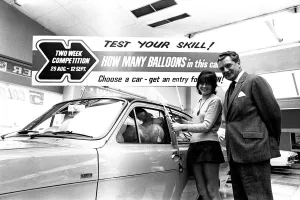 TWO WEEK
COMPETITION
25 AUG - 12 SEPT.
TEST YOUR SKILL!
HOW MANY BALLOONS in this ca
Choose a car - get an entry fo